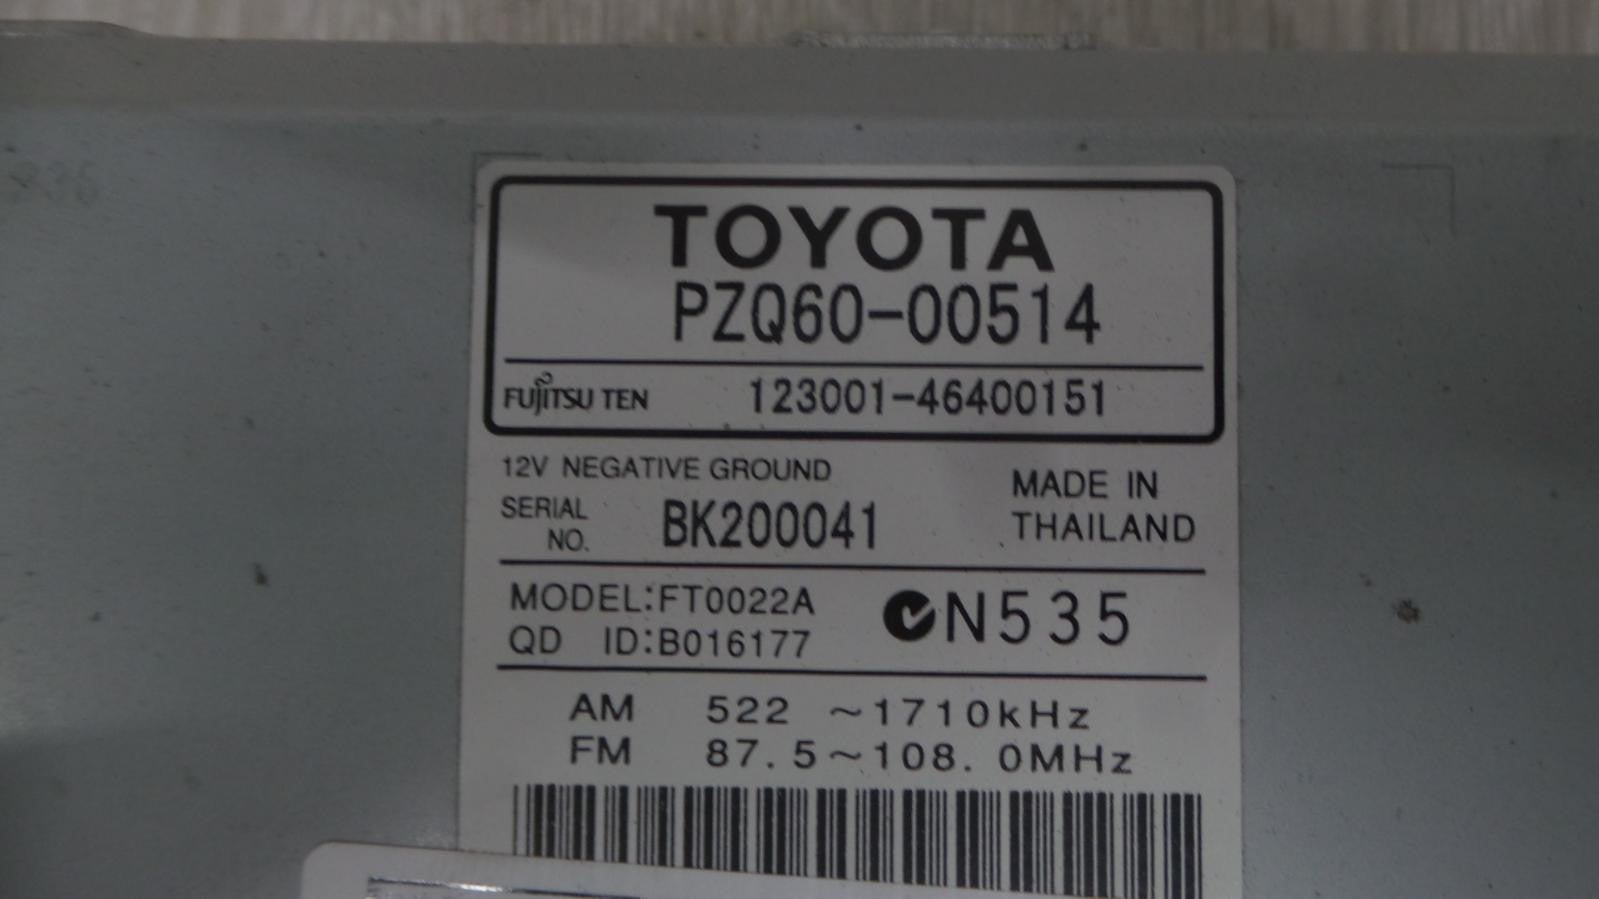 TOYOTA
PZQ60-00514
FUJITSU TEN 123001-46400151
12V NEGATIVE GROUND
SERIAL NO. BK200041
MADE IN THAILAND
MODEL:FT0022A
QD ID:B016177
N535
AM 522 ~1710kHz
FM 87.5~108.0MHz